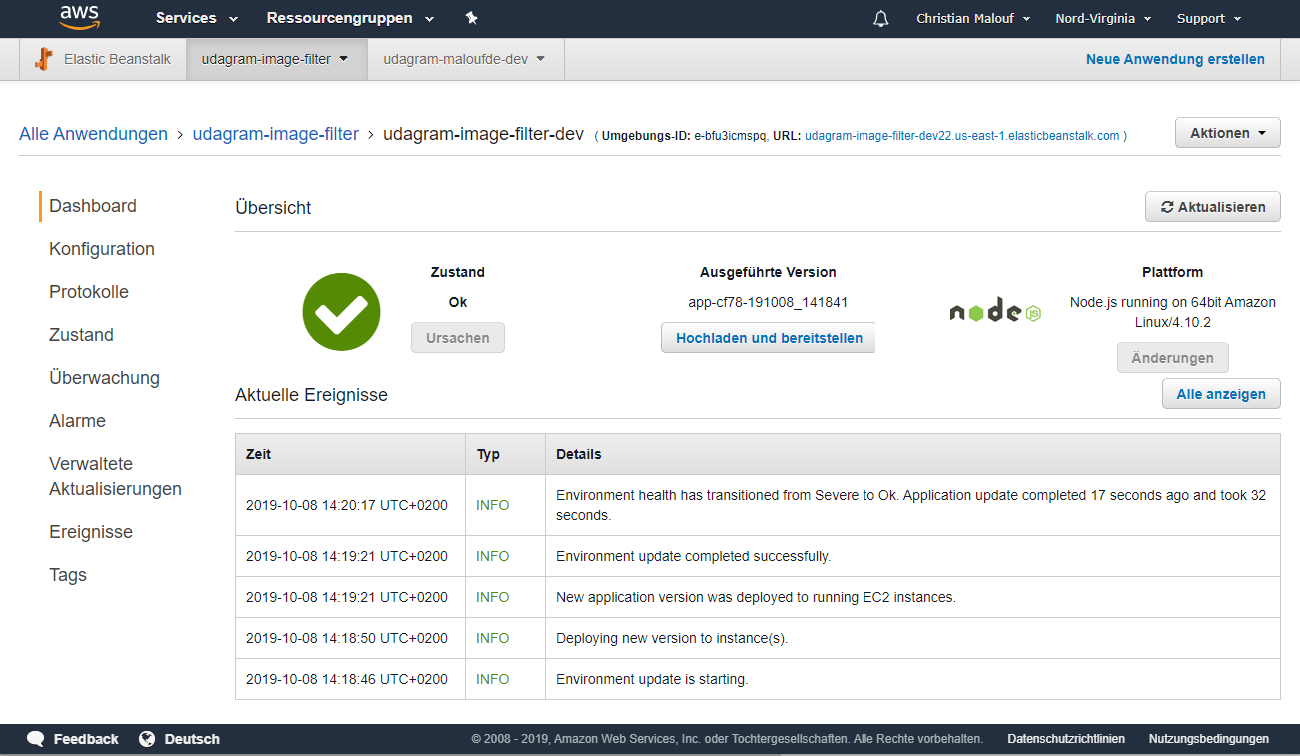 aws Services Ressourcengruppen Christian Malouf Nord-Virginia Support
Elastic Beanstalk udagram-image-filter udagram-maloufde-dev Neue Anwendung erstellen
Alle Anwendungen › udagram-image-filter › udagram-image-filter-dev ( Umgebungs-ID: e-bfu3icmspq, URL: udagram-image-filter-dev22.us-east-1.elasticbeanstalk.com ) Aktionen
Dashboard
Konfiguration
Protokolle
Zustand
Überwachung
Alarme
Verwaltete
Aktualisierungen
Ereignisse
Tags
Übersicht Aktualisieren
Zustand
Ok
Ursachen
Ausgeführte Version
app-cf78-191008_141841
Hochladen und bereitstellen
node JS
Plattform
Node.js running on 64bit Amazon
Linux/4.10.2
Änderungen
Aktuelle Ereignisse Alle anzeigen
Zeit Typ Details
2019-10-08 14:20:17 UTC+0200 INFO Environment health has transitioned from Severe to Ok. Application update completed 17 seconds ago and took 32
seconds.
2019-10-08 14:19:21 UTC+0200 INFO Environment update completed successfully.
2019-10-08 14:19:21 UTC+0200 INFO New application version was deployed to running EC2 instances.
2019-10-08 14:18:50 UTC+0200 INFO Deploying new version to instance(s).
2019-10-08 14:18:46 UTC+0200 INFO Environment update is starting.
Feedback Deutsch © 2008 - 2019, Amazon Web Services, Inc. oder Tochtergesellschaften. Alle Rechte vorbehalten. Datenschutzrichtlinien Nutzungsbedingungen